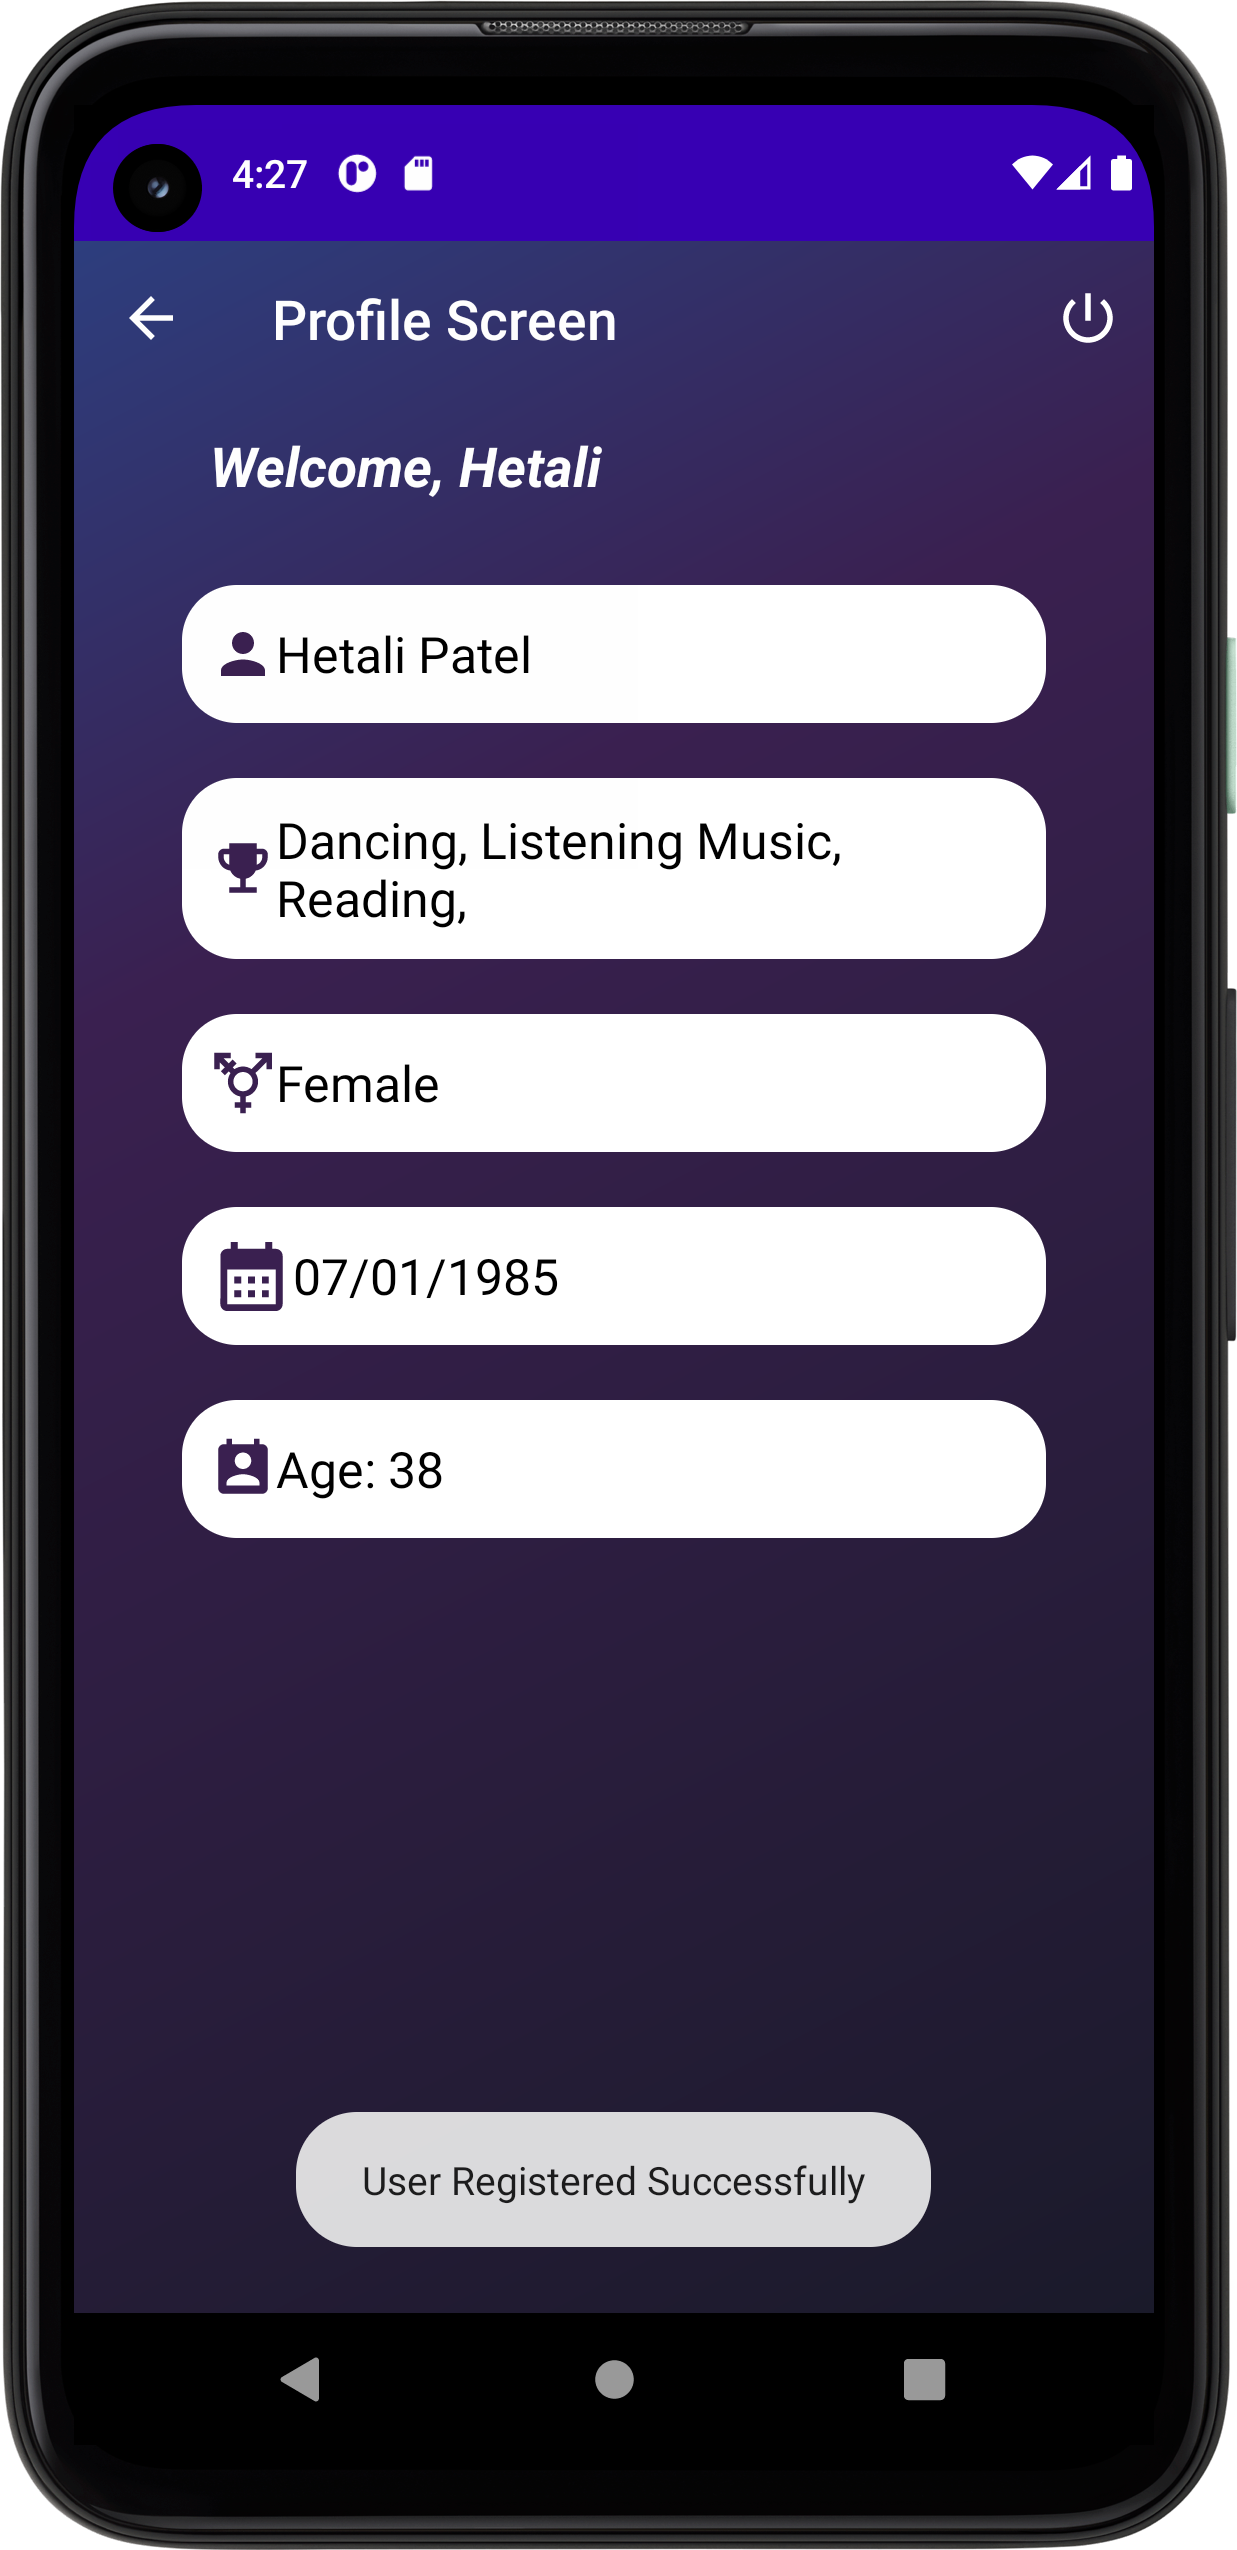 4:27
Profile Screen
Welcome, Hetali
Hetali Patel
Dancing, Listening Music,
Reading,
Female
07/01/1985
Age: 38
User Registered Successfully